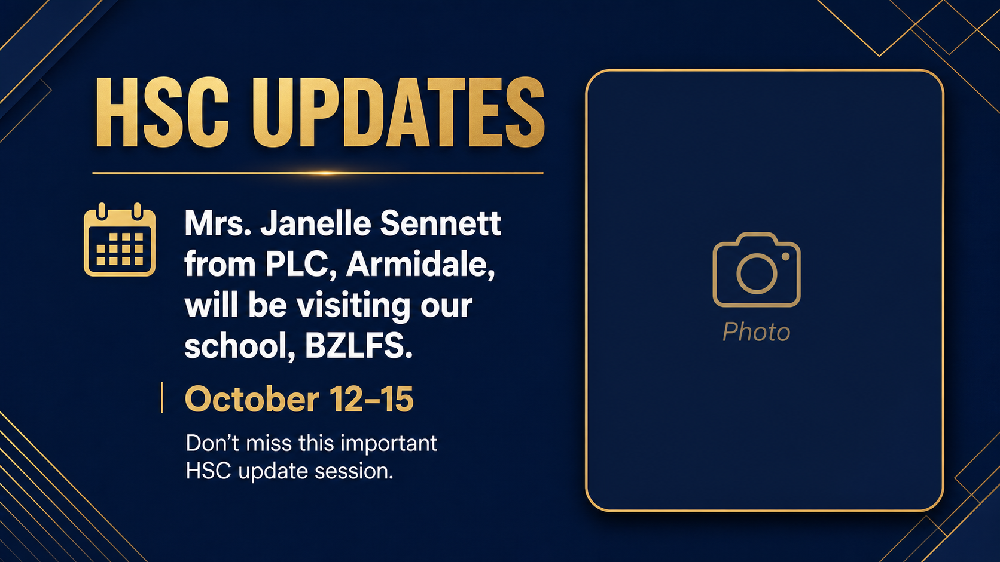 HSC UPDATES
Mrs. Janelle Sennett
from PLC, Armidale,
will be visiting our
school, BZLFS.
October 12–15
Don’t miss this important
HSC update session.
Photo